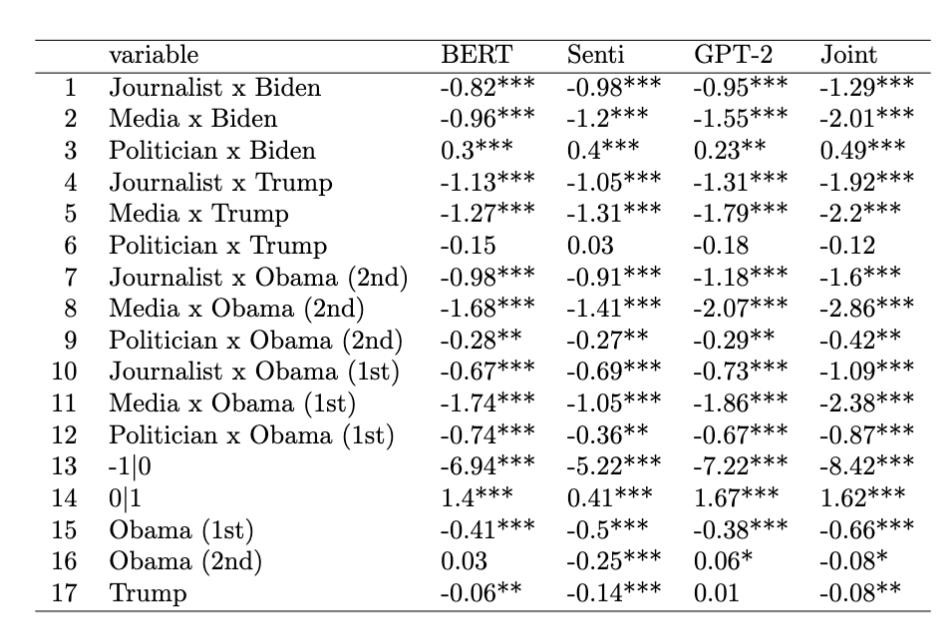 variable BERT Senti GPT-2 Joint
1 Journalist x Biden -0.82*** -0.98*** -0.95*** -1.29***
2 Media x Biden -0.96*** -1.2*** -1.55*** -2.01***
3 Politician x Biden 0.3*** 0.4*** 0.23** 0.49***
4 Journalist x Trump -1.13*** -1.05*** -1.31*** -1.92***
5 Media x Trump -1.27*** -1.31*** -1.79*** -2.2***
6 Politician x Trump -0.15 0.03 -0.18 -0.12
7 Journalist x Obama (2nd) -0.98*** -0.91*** -1.18*** -1.6***
8 Media x Obama (2nd) -1.68*** -1.41*** -2.07*** -2.86***
9 Politician x Obama (2nd) -0.28** -0.27** -0.29** -0.42**
10 Journalist x Obama (1st) -0.67*** -0.69*** -0.73*** -1.09***
11 Media x Obama (1st) -1.74*** -1.05*** -1.86*** -2.38***
12 Politician x Obama (1st) -0.74*** -0.36** -0.67*** -0.87***
13 -1|0 -6.94*** -5.22*** -7.22*** -8.42***
14 0|1 1.4*** 0.41*** 1.67*** 1.62***
15 Obama (1st) -0.41*** -0.5*** -0.38*** -0.66***
16 Obama (2nd) 0.03 -0.25*** 0.06* -0.08*
17 Trump -0.06** -0.14*** 0.01 -0.08**